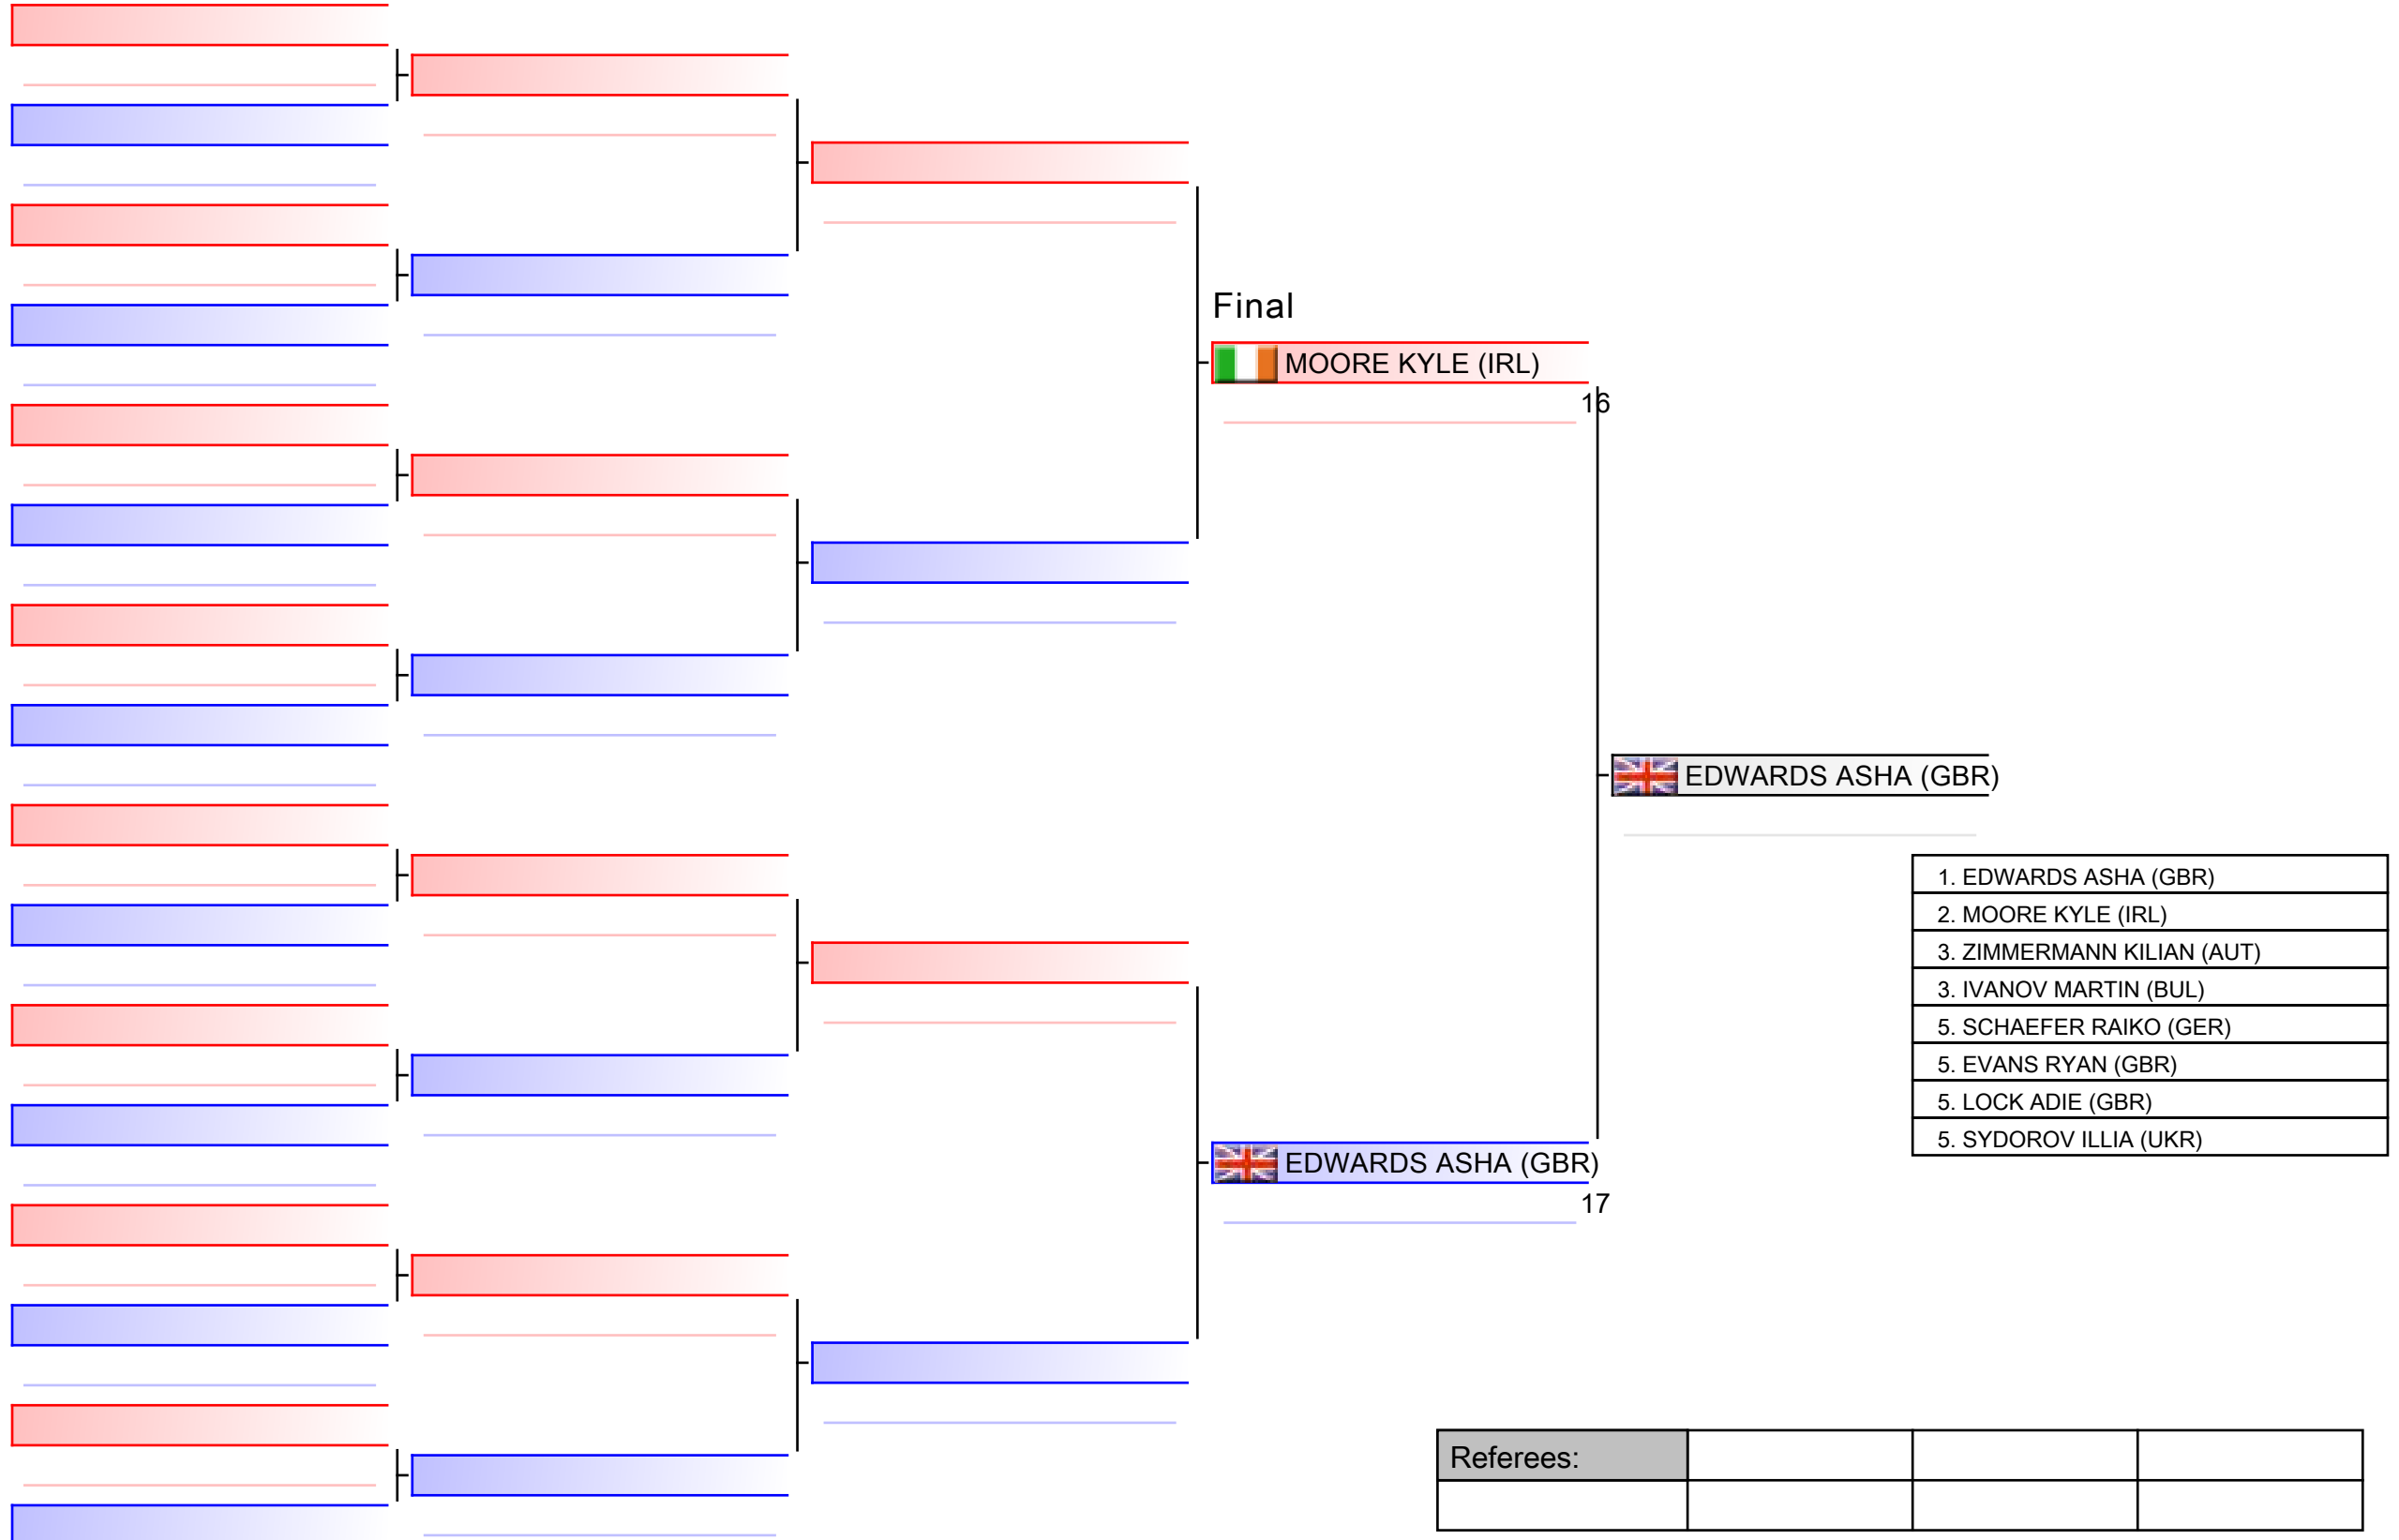 Final
MOORE KYLE (IRL)
16
EDWARDS ASHA (GBR)
1. EDWARDS ASHA (GBR)
2. MOORE KYLE (IRL)
3. ZIMMERMANN KILIAN (AUT)
3. IVANOV MARTIN (BUL)
5. SCHAEFER RAIKO (GER)
5. EVANS RYAN (GBR)
5. LOCK ADIE (GBR)
5. SYDOROV ILLIA (UKR)
EDWARDS ASHA (GBR)
17
Referees: